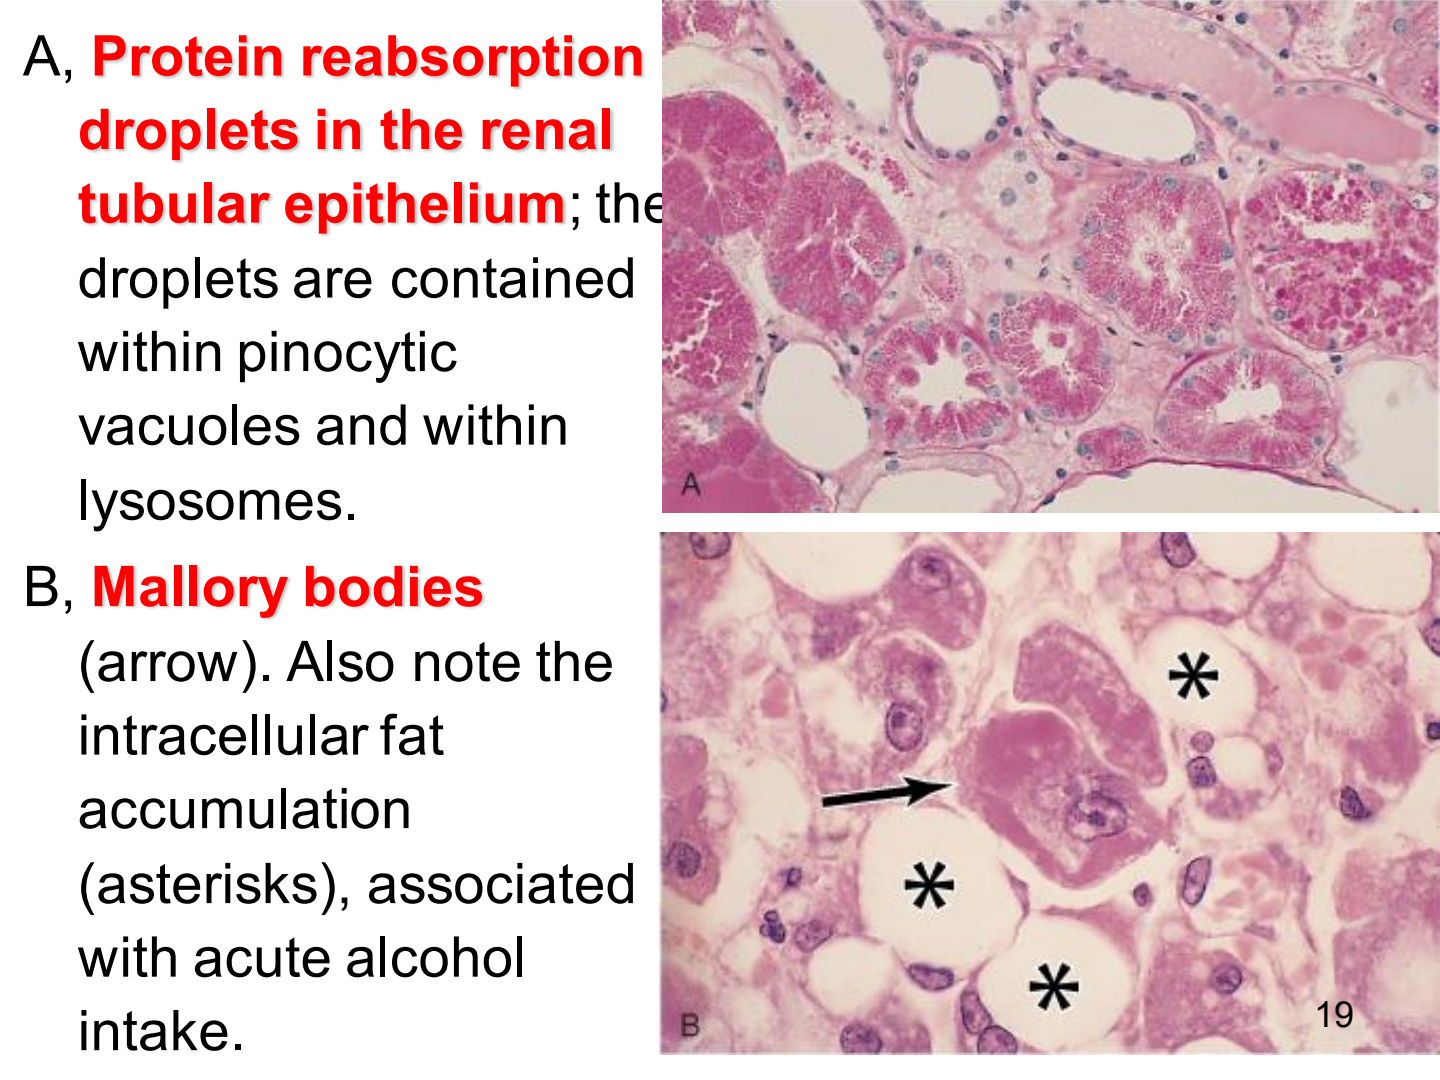 A, Protein reabsorption
droplets in the renal
tubular epithelium; the
droplets are contained
within pinocytic
vacuoles and within
lysosomes.
B, Mallory bodies
(arrow). Also note the
intracellular fat
accumulation
(asterisks), associated
with acute alcohol
intake.
A
*
*
*
B
19